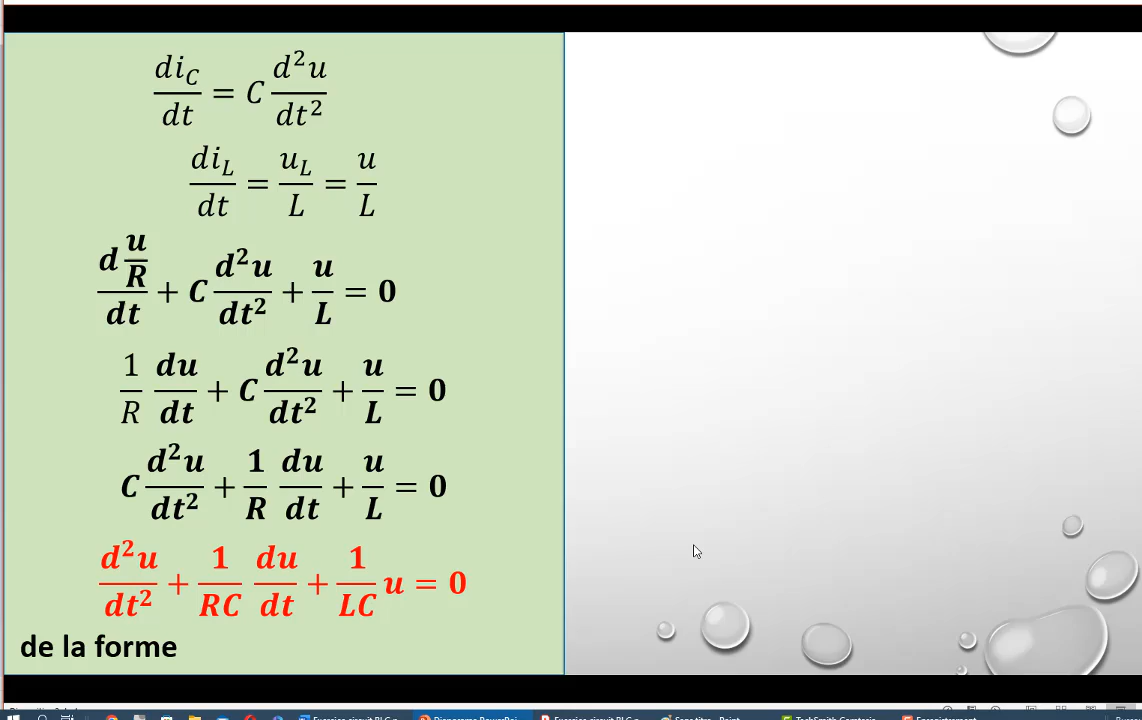 di_C/dt = C d²u/dt²
di_L/dt = u_L/L = u/L
d(u/R)/dt + C d²u/dt² + u/L = 0
1/R du/dt + C d²u/dt² + u/L = 0
C d²u/dt² + 1/R du/dt + u/L = 0
d²u/dt² + 1/RC du/dt + 1/LC u = 0
de la forme